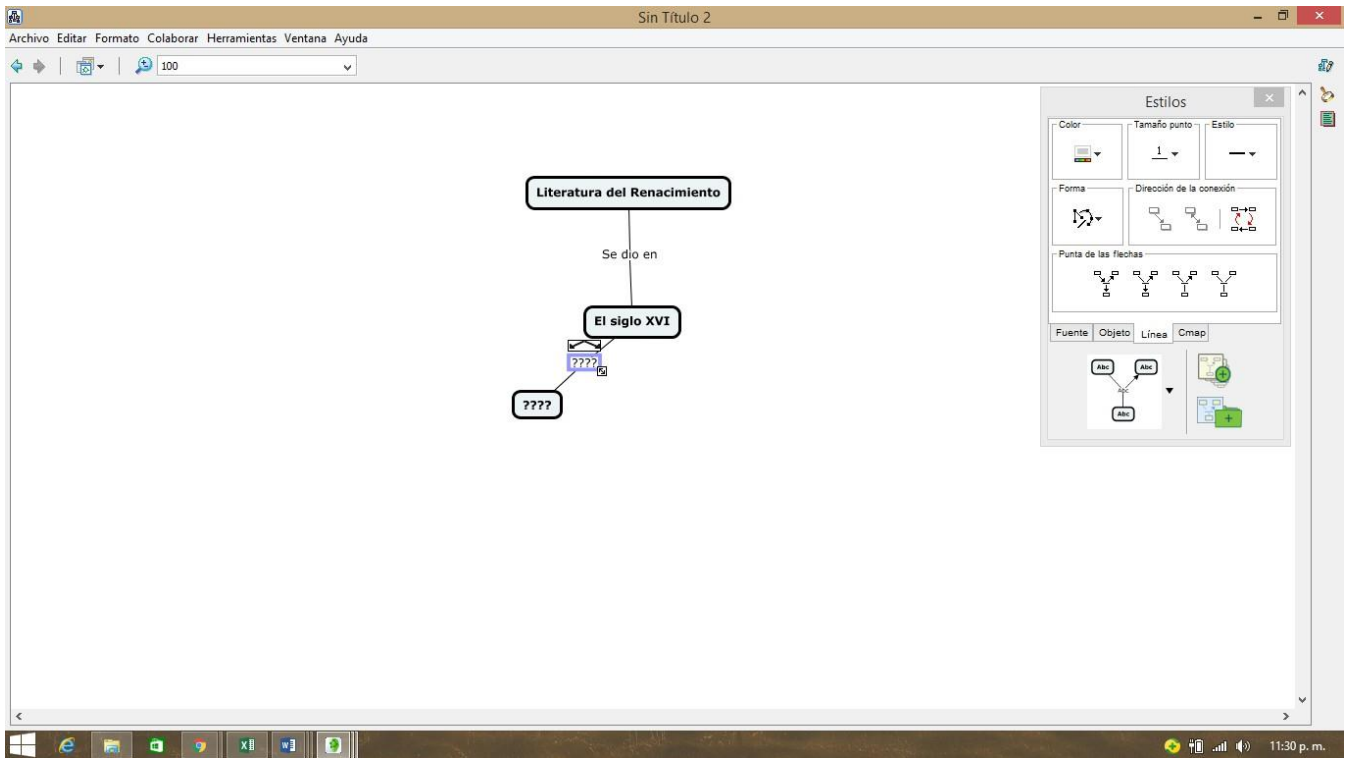 Sin Título 2
Archivo Editar Formato Colaborar Herramientas Ventana Ayuda
100
Estilos
Color
Tamaño punto
Estilo
1
Forma
Dirección de la conexión
Punta de las flechas
Fuente Objeto Línea Cmap
Abc Abc
Abc
Abc
Literatura del Renacimiento
Se dio en
El siglo XVI
????
????
11:30 p. m.